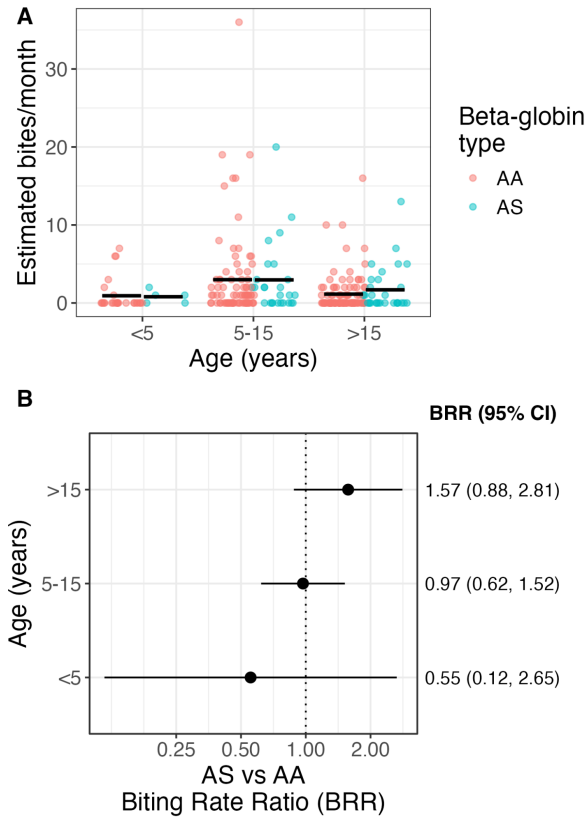 A
Estimated bites/month
30
20
10
0
<5
5-15
>15
Age (years)
Beta-globin
type
AA
AS
B
BRR (95% CI)
Age (years)
>15
1.57 (0.88, 2.81)
5-15
0.97 (0.62, 1.52)
<5
0.55 (0.12, 2.65)
0.25
0.50
1.00
2.00
AS vs AA
Biting Rate Ratio (BRR)